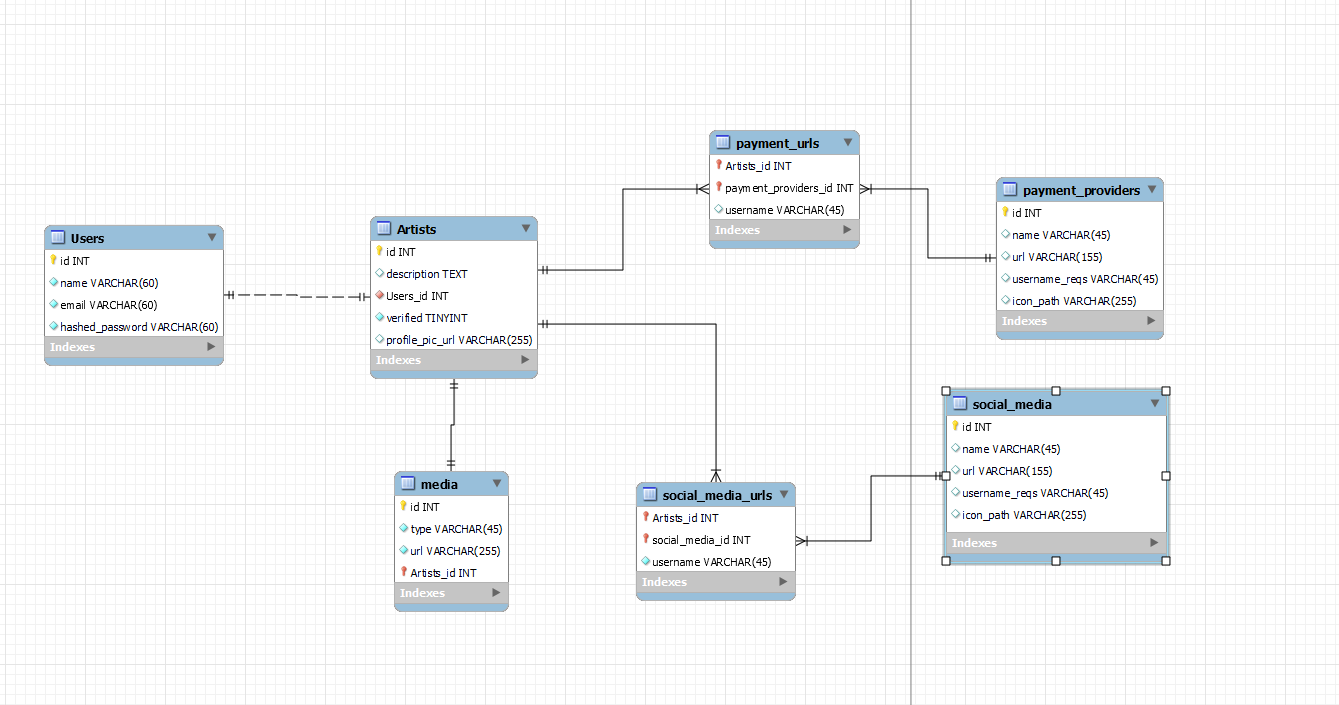 Users
id INT
name VARCHAR(60)
email VARCHAR(60)
hashed_password VARCHAR(60)
Indexes
Artists
id INT
description TEXT
Users_id INT
verified TINYINT
profile_pic_url VARCHAR(255)
Indexes
media
id INT
type VARCHAR(45)
url VARCHAR(255)
Artists_id INT
Indexes
payment_urls
Artists_id INT
payment_providers_id INT
username VARCHAR(45)
Indexes
social_media_urls
Artists_id INT
social_media_id INT
username VARCHAR(45)
Indexes
payment_providers
id INT
name VARCHAR(45)
url VARCHAR(155)
username_reqs VARCHAR(45)
icon_path VARCHAR(255)
Indexes
social_media
id INT
name VARCHAR(45)
url VARCHAR(155)
username_reqs VARCHAR(45)
icon_path VARCHAR(255)
Indexes